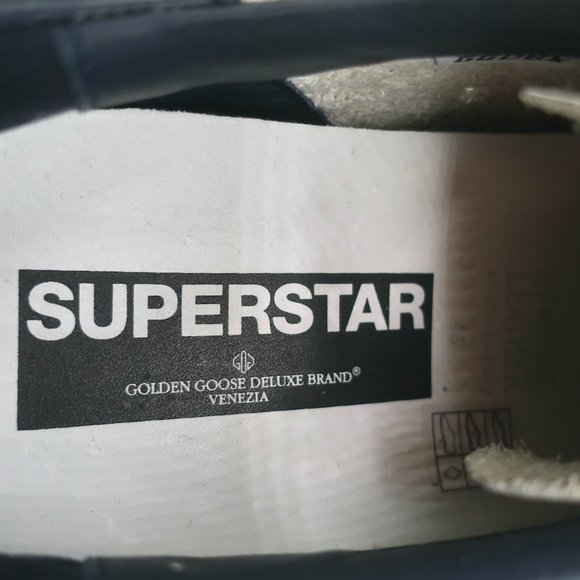 SUPERSTAR
GOLDEN GOOSE DELUXE BRAND®
VENEZIA